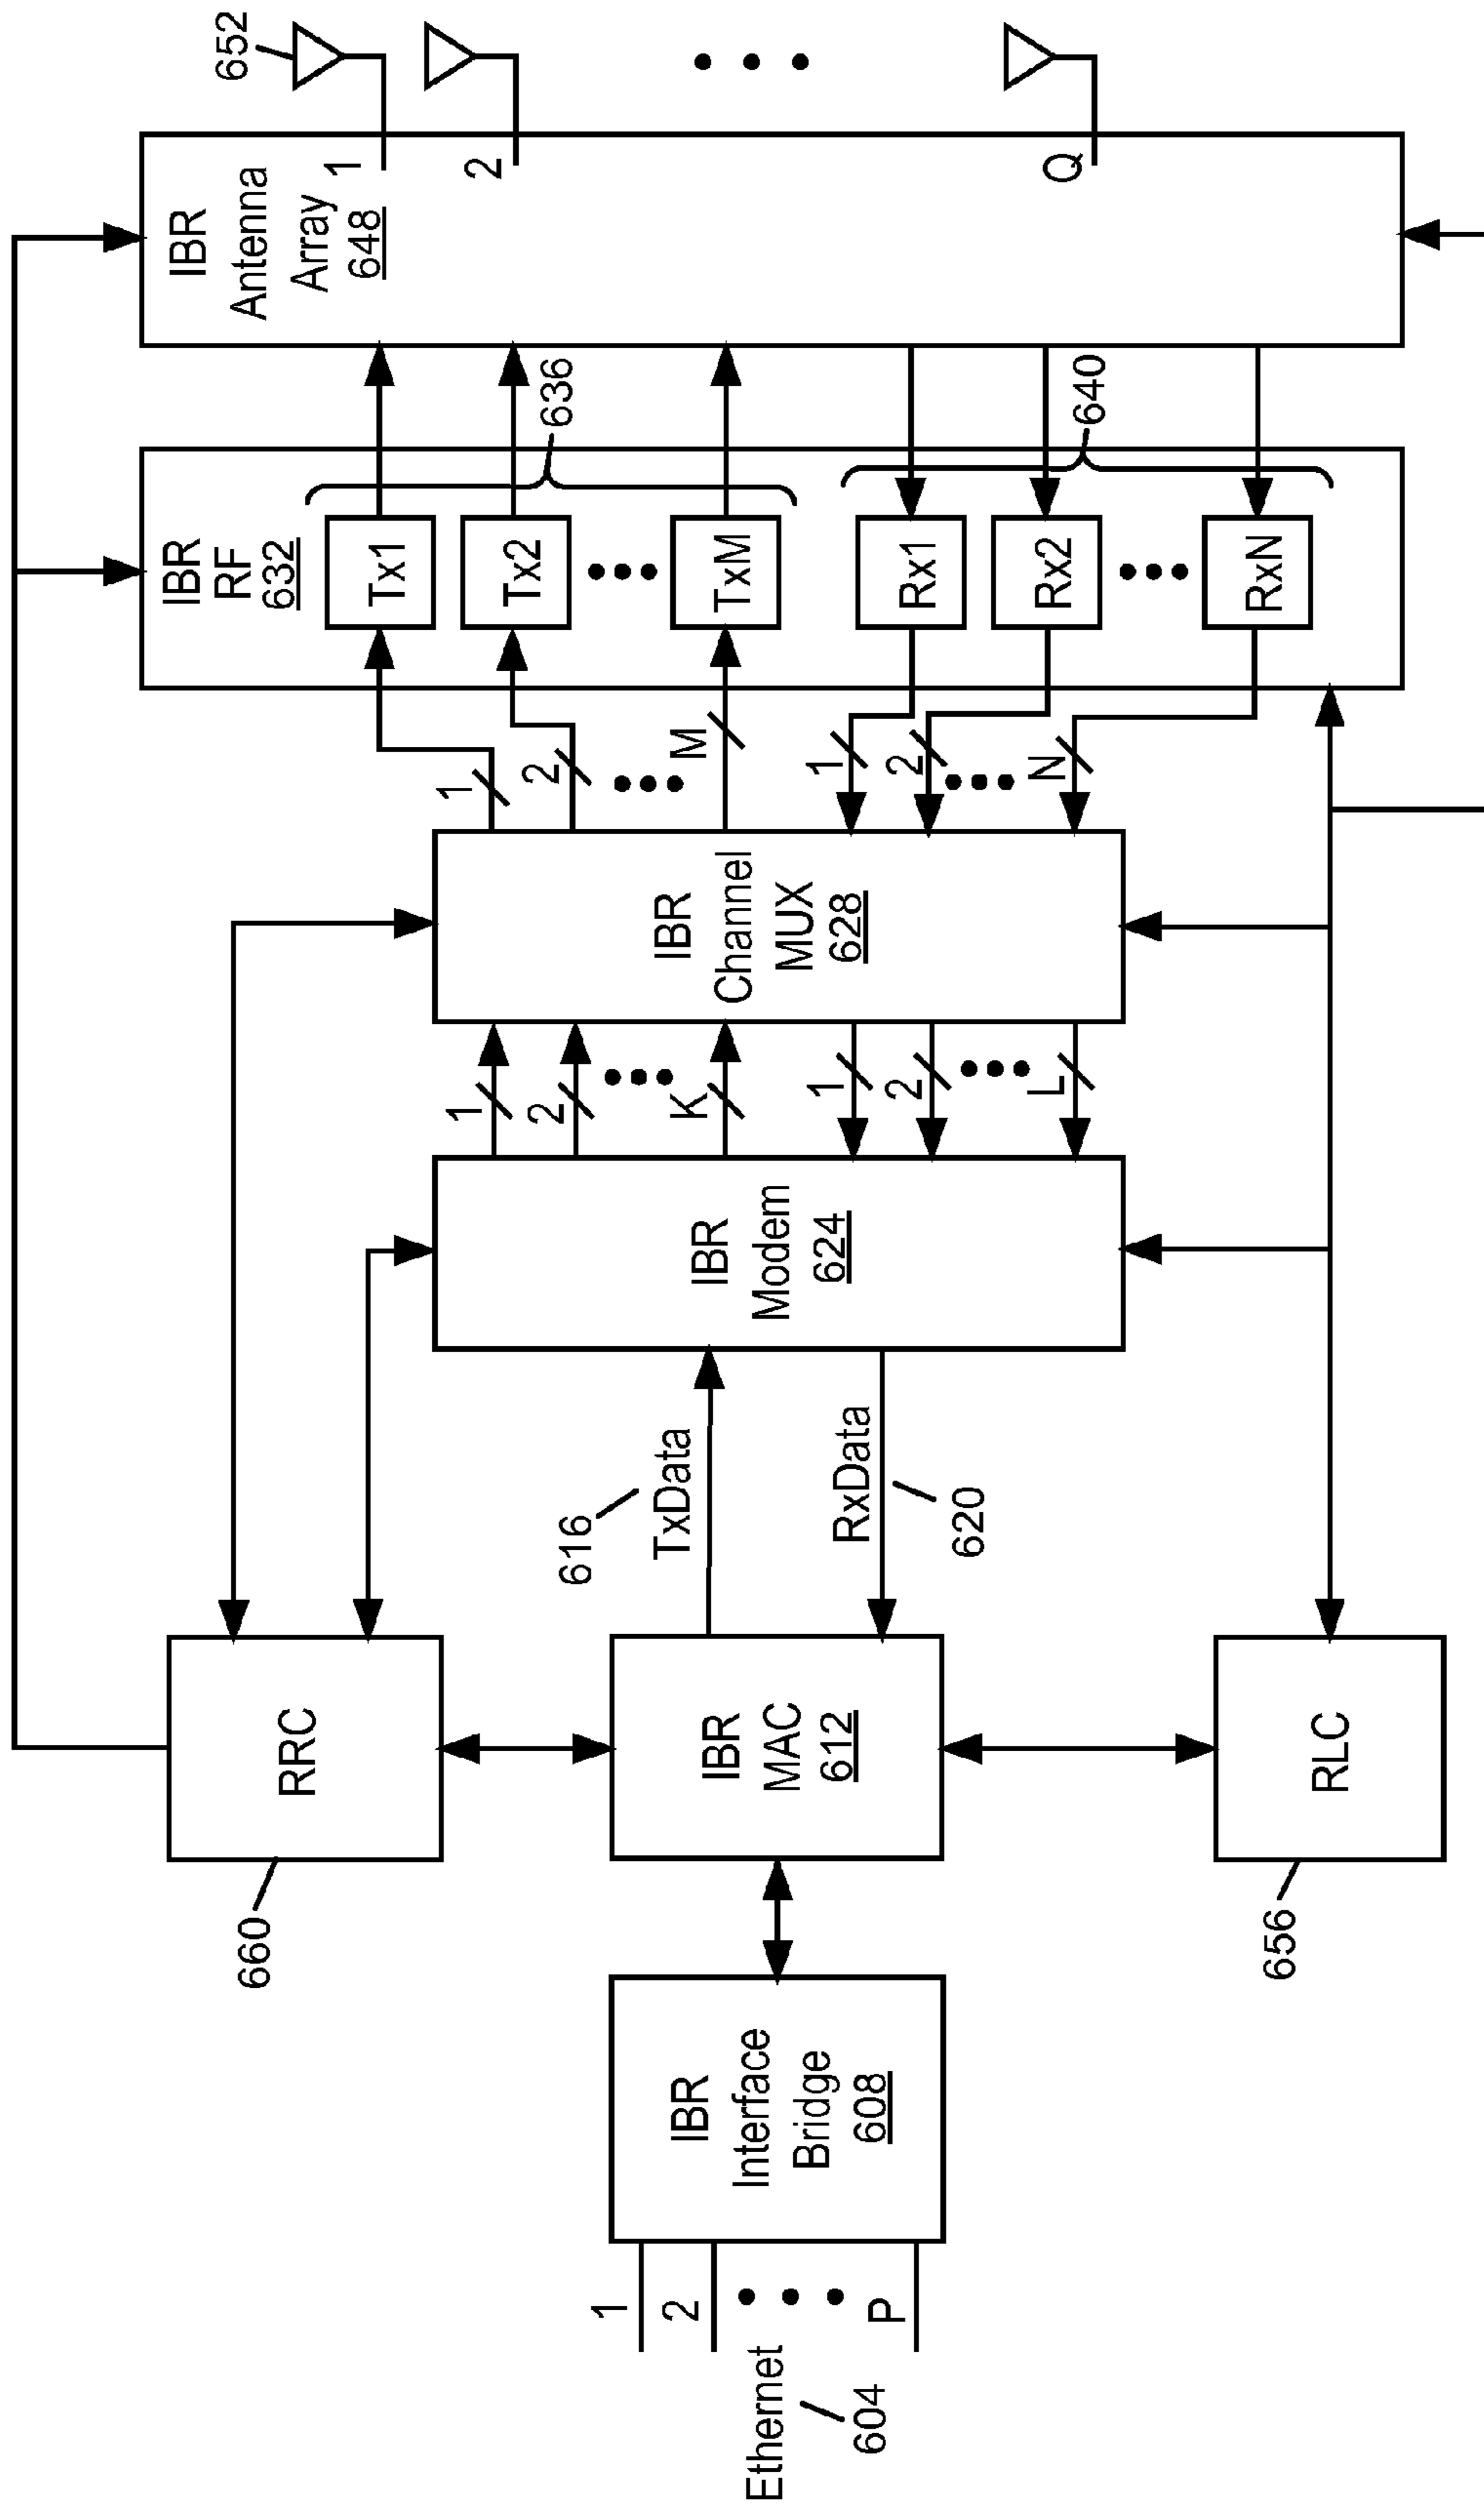 Ethernet
604
1
2
P
IBR
Interface
Bridge
608
660
RRC
IBR
MAC
612
656
RLC
616
TxData
RxData
620
IBR
Modem
624
1
2
K
1
2
L
IBR
Channel
MUX
628
1
2
M
1
2
N
IBR
RF
632
Tx1
Tx2
TxM
Rx1
Rx2
RxN
636
640
IBR
Antenna
Array
648
1
2
Q
652